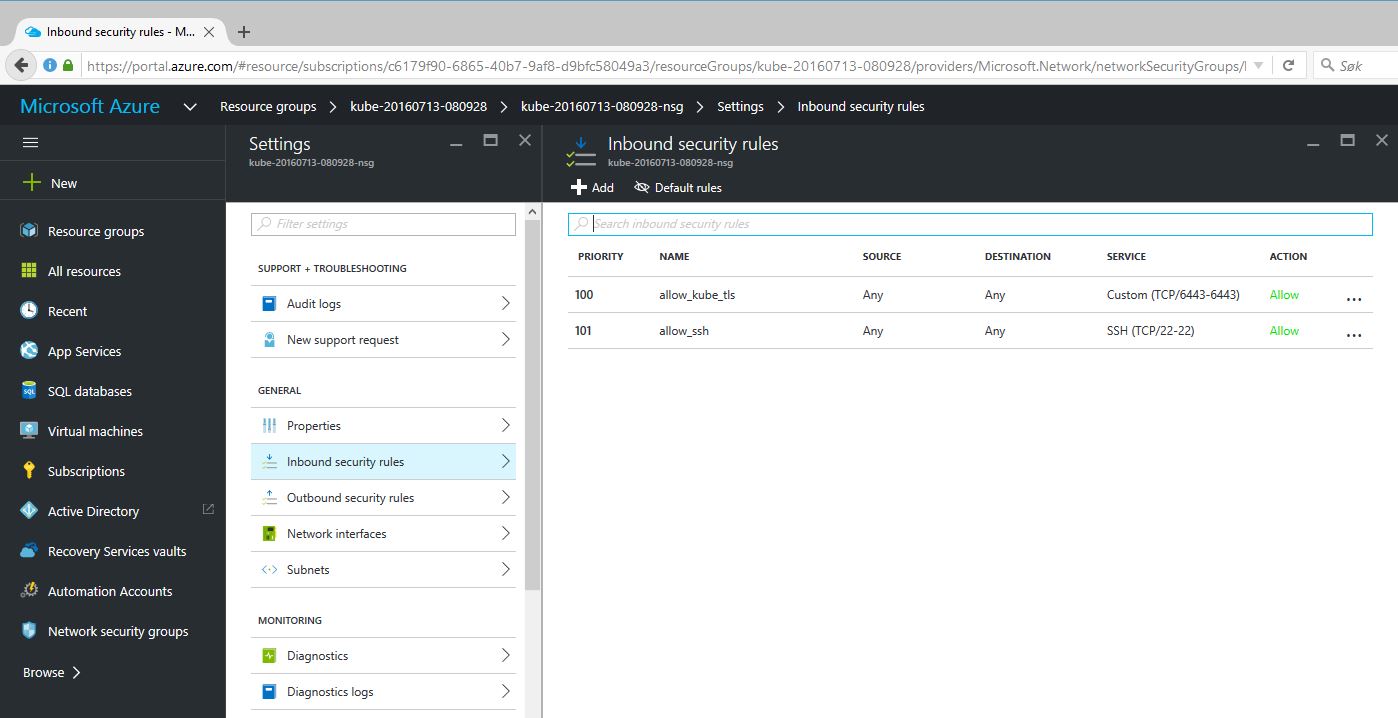 Inbound security rules - M...
https://portal.azure.com/#resource/subscriptions/c6179f90-6865-40b7-9af8-d9bfc58049a3/resourceGroups/kube-20160713-080928/providers/Microsoft.Network/networkSecurityGroups/
Søk
Microsoft Azure
Resource groups
kube-20160713-080928
kube-20160713-080928-nsg
Settings
Inbound security rules
New
Resource groups
All resources
Recent
App Services
SQL databases
Virtual machines
Subscriptions
Active Directory
Recovery Services vaults
Automation Accounts
Network security groups
Browse
Settings
kube-20160713-080928-nsg
Filter settings
SUPPORT + TROUBLESHOOTING
Audit logs
New support request
GENERAL
Properties
Inbound security rules
Outbound security rules
Network interfaces
Subnets
MONITORING
Diagnostics
Diagnostics logs
Inbound security rules
kube-20160713-080928-nsg
Add Default rules
Search inbound security rules
PRIORITY NAME SOURCE DESTINATION SERVICE ACTION
100 allow_kube_tls Any Any Custom (TCP/6443-6443) Allow ...
101 allow_ssh Any Any SSH (TCP/22-22) Allow ...